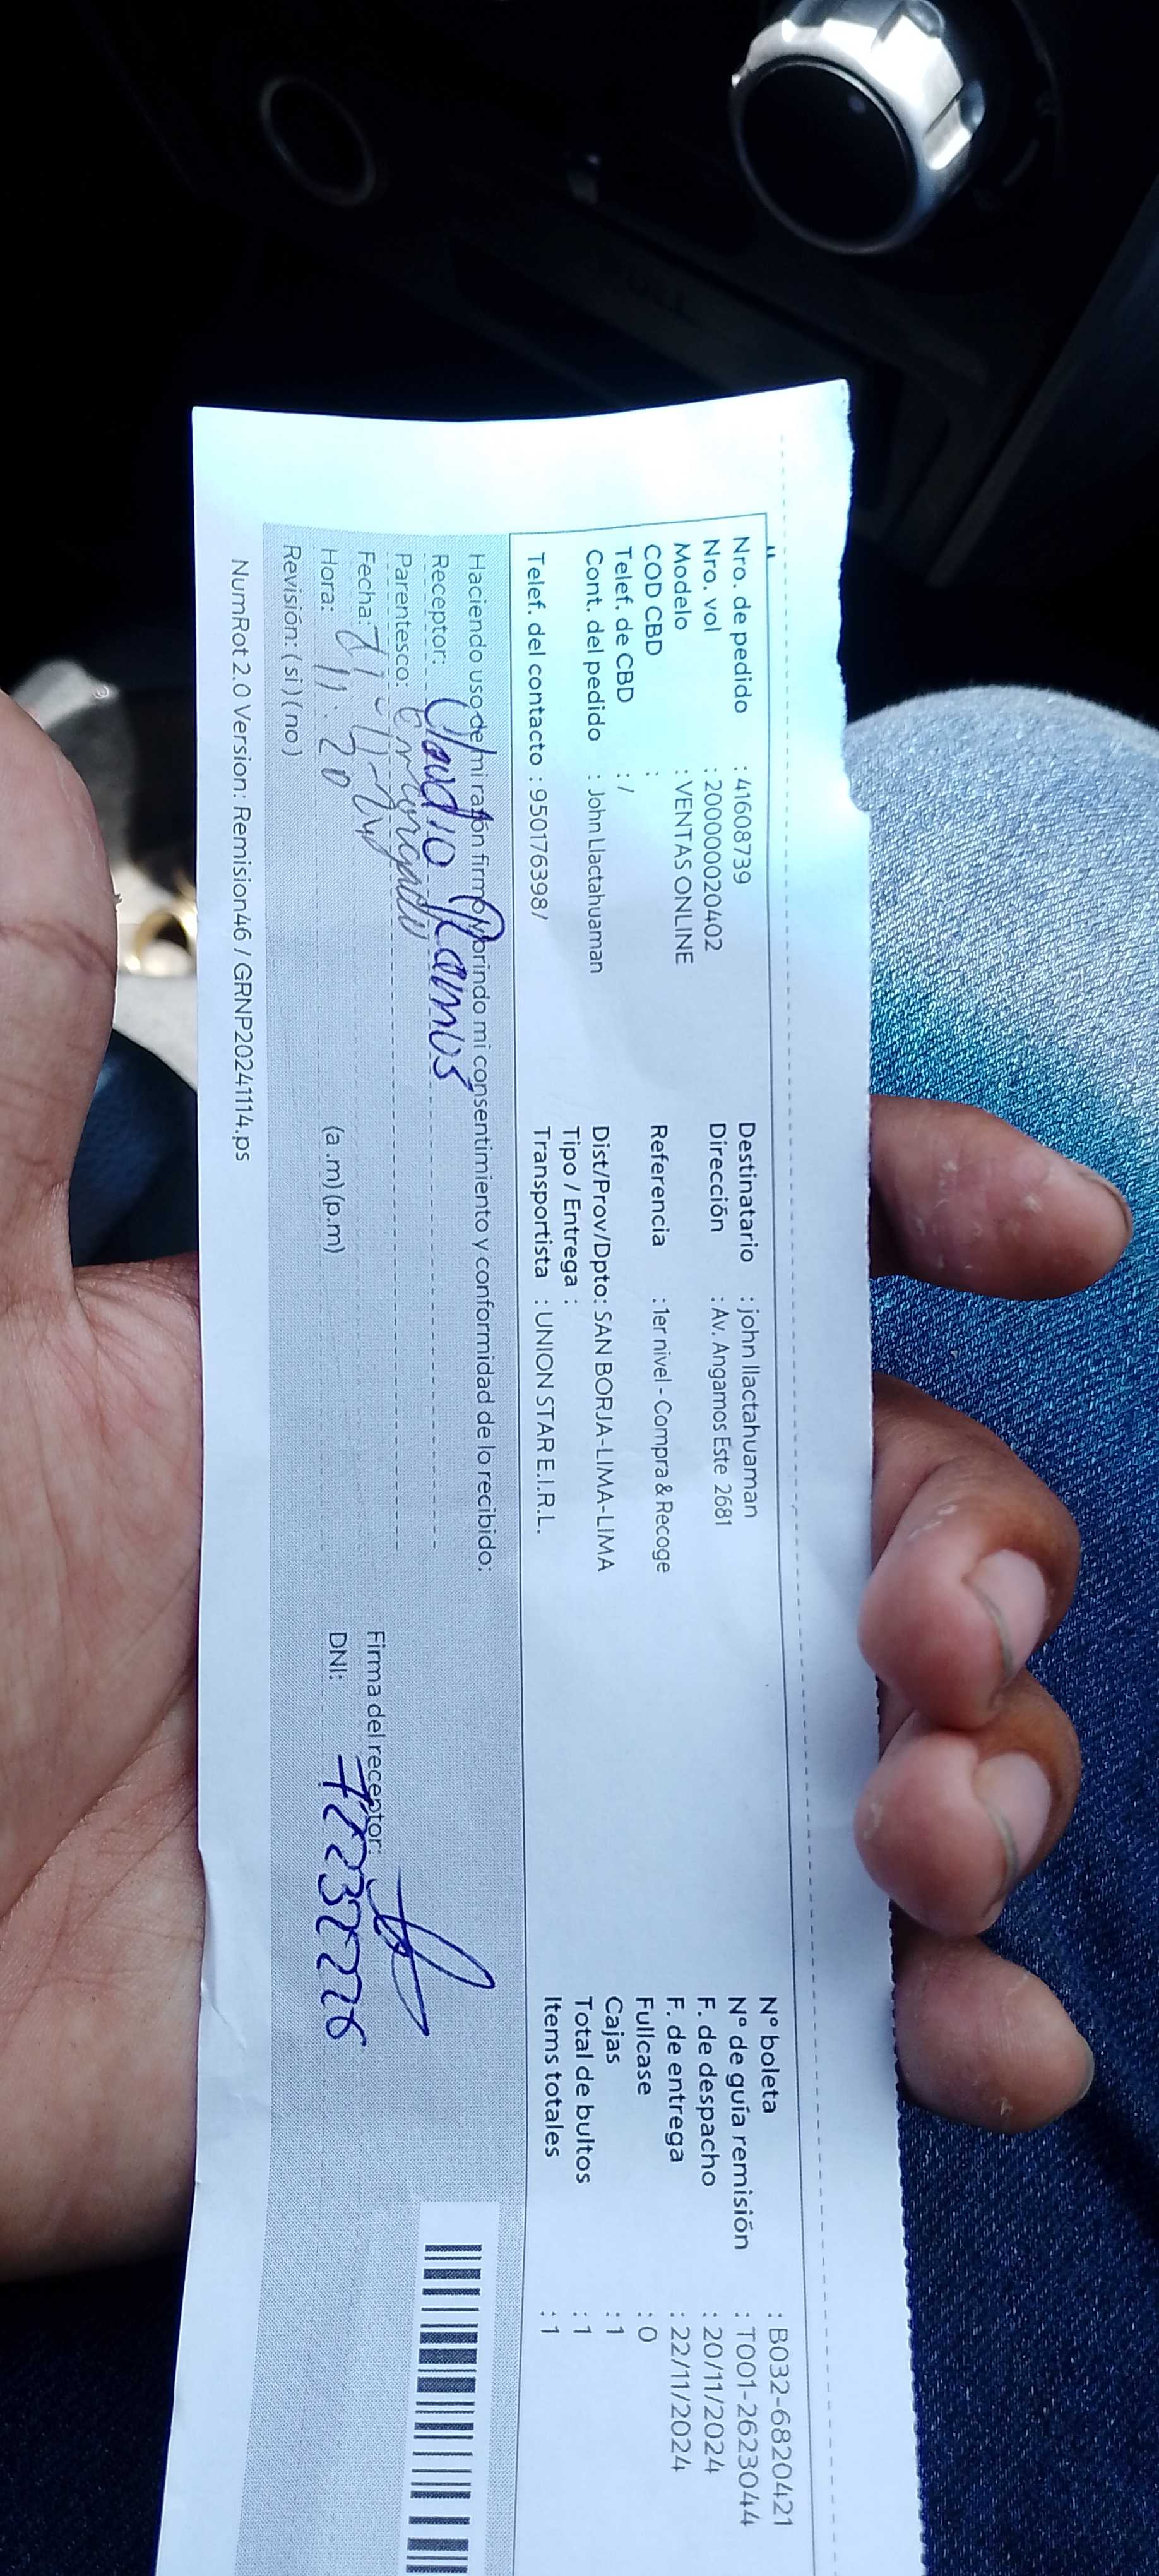 Nro. de pedido : 41608739
Nro. vol : 2000000020402
Modelo : VENTAS ONLINE
COD CBD :
Telef. de CBD : /
Cont. del pedido : John Llactahuaman
Telef. del contacto : 950176398/
Destinatario : john llactahuaman
Dirección : Av. Angamos Este 2681
Referencia : 1er nivel - Compra & Recoge
Dist/Prov/Dpto: SAN BORJA-LIMA-LIMA
Tipo / Entrega :
Transportista : UNION STAR E.I.R.L.
N° boleta : B032-6820421
N° de guía remisión : T001-26230444
F. de despacho : 20/11/2024
F. de entrega : 22/11/2024
Fullcase : 0
Cajas : 1
Total de bultos : 1
Items totales : 1
Haciendo uso de mi razón firmo y brindo mi consentimiento y conformidad de lo recibido:
Receptor: Claudio Ramos
Parentesco:
Fecha:
Hora: 11:20 (a.m) (p.m)
Revisión: ( si ) ( no )
Firma del receptor:
DNI: 72232226
NumRot 2.0 Version: Remision46 / GRNP20241114.ps